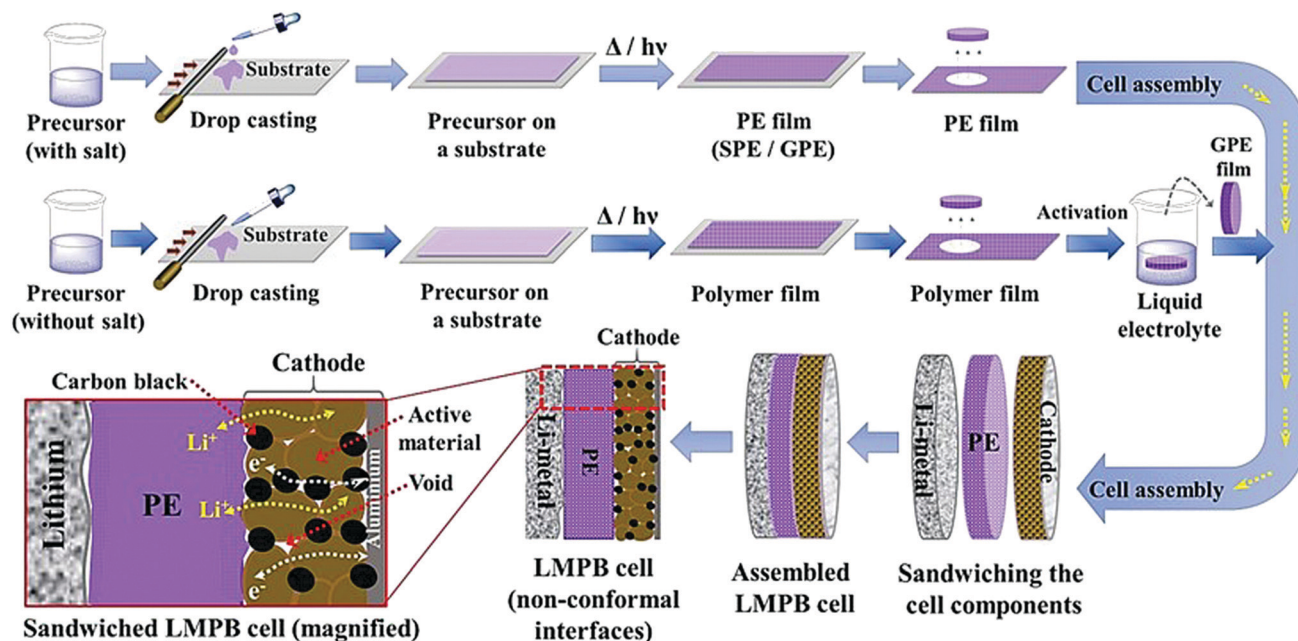 Precursor
(with salt)
Substrate
Drop casting
Precursor on
a substrate
Δ / hν
PE film
(SPE / GPE)
PE film
Cell assembly
GPE
film
Precursor
(without salt)
Substrate
Drop casting
Precursor on
a substrate
Δ / hν
Polymer film
Polymer film
Activation
Liquid
electrolyte
Cell assembly
Li-metal
PE
Cathode
Sandwiching the
cell components
Assembled
LMPB cell
Cathode
Li-metal
PE
LMPB cell
(non-conformal
interfaces)
Carbon black
Cathode
Active
material
Void
Lithum
PE
Li+
e-
Li+
e-
Aluminum
Sandwiched LMPB cell (magnified)